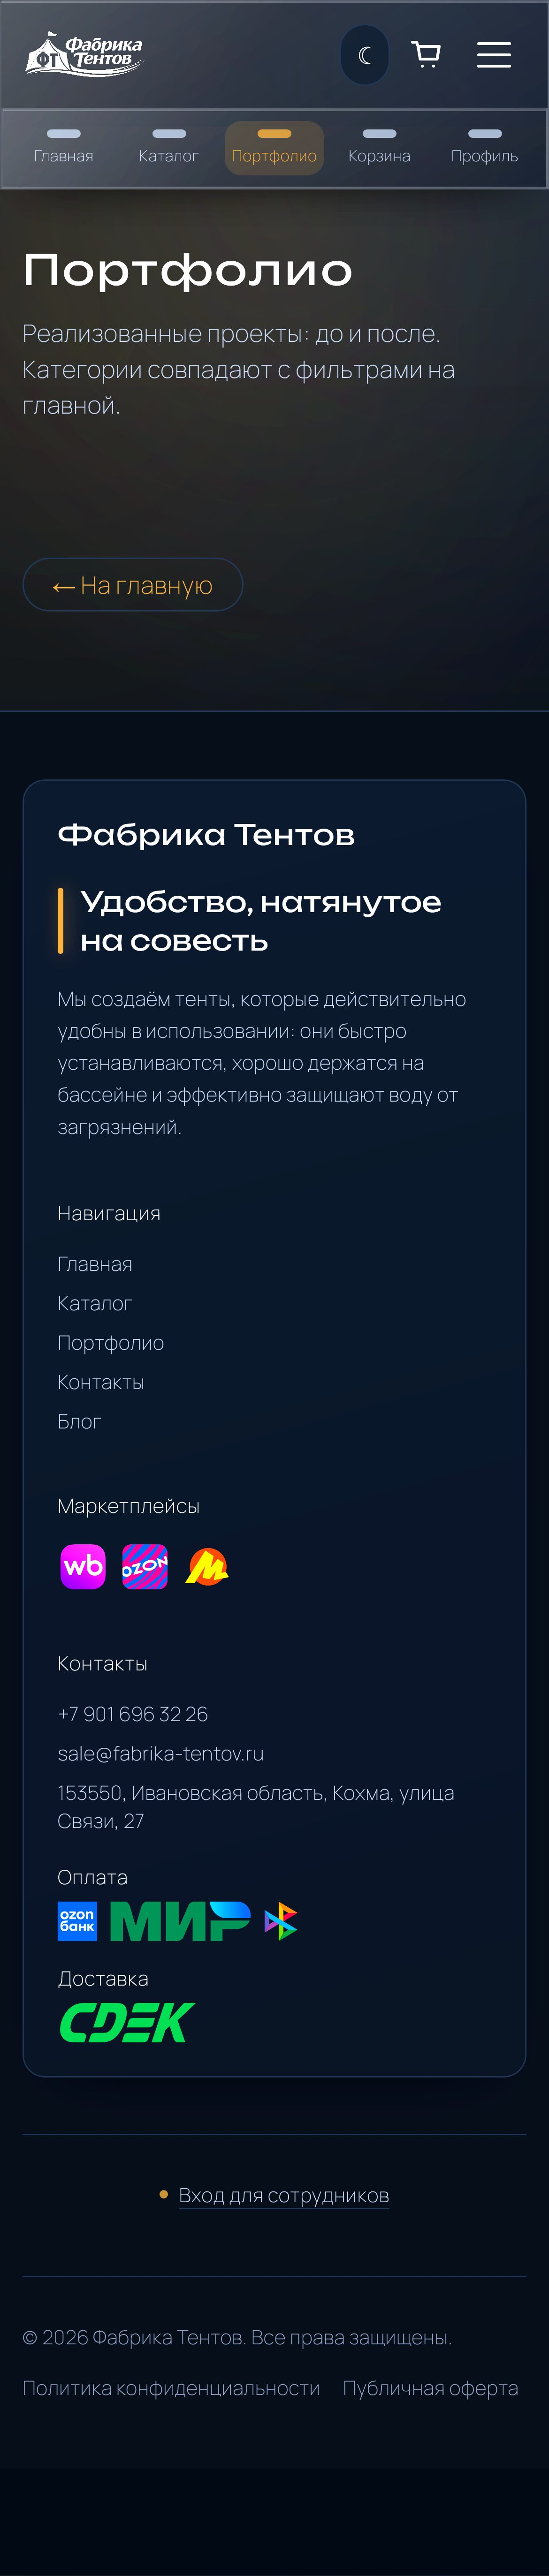 Фабрика
Тентов
ФТ
Главная
Каталог
Портфолио
Корзина
Профиль
Портфолио
Реализованные проекты: до и после.
Категории совпадают с фильтрами на
главной.
← На главную
Фабрика Тентов
Удобство, натянутое
на совесть
Мы создаём тенты, которые действительно
удобны в использовании: они быстро
устанавливаются, хорошо держатся на
бассейне и эффективно защищают воду от
загрязнений.
Навигация
Главная
Каталог
Портфолио
Контакты
Блог
Маркетплейсы
wb
OZON
Контакты
+7 901 696 32 26
sale@fabrika-tentov.ru
153550, Ивановская область, Кохма, улица
Связи, 27
Оплата
ozon
банк
МИР
Доставка
CDEK
Вход для сотрудников
© 2026 Фабрика Тентов. Все права защищены.
Политика конфиденциальности
Публичная оферта